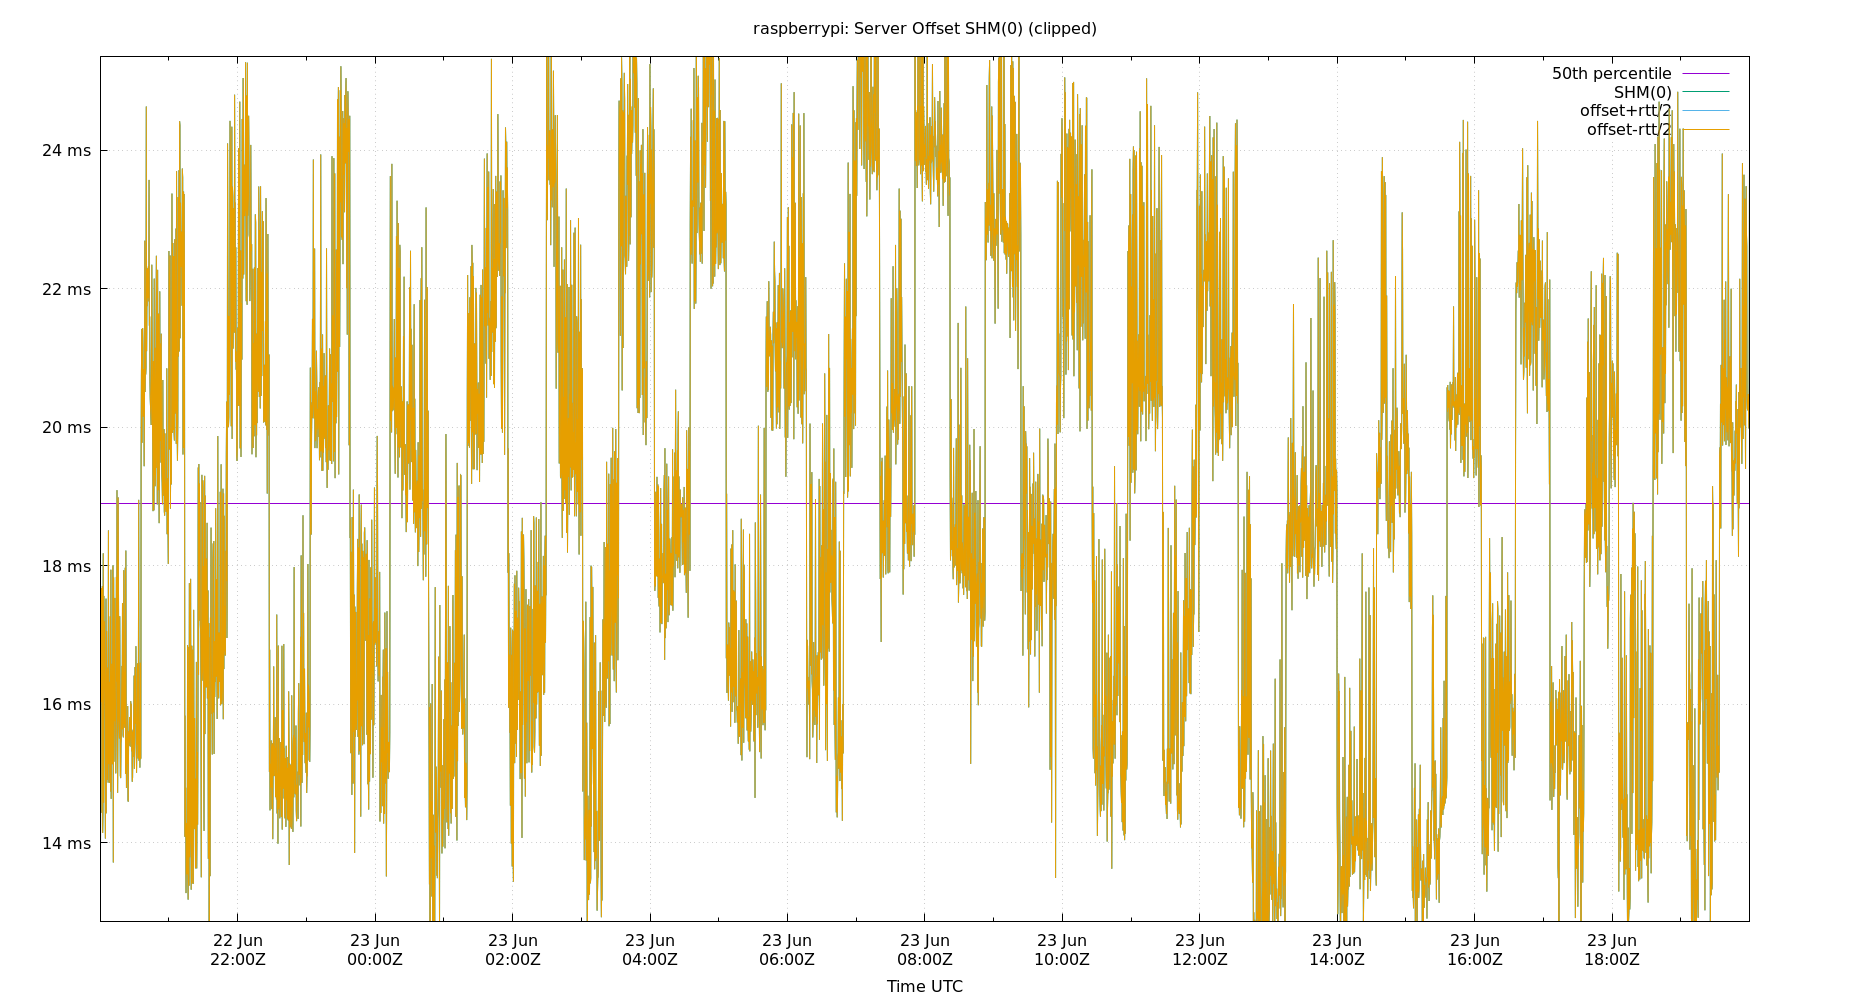 raspberrypi: Server Offset SHM(0) (clipped)
50th percentile
SHM(0)
offset+rtt/2
offset-rtt/2
24 ms
22 ms
20 ms
18 ms
16 ms
14 ms
22 Jun 23 Jun 23 Jun 23 Jun 23 Jun 23 Jun 23 Jun 23 Jun 23 Jun 23 Jun 23 Jun
22:00Z 00:00Z 02:00Z 04:00Z 06:00Z 08:00Z 10:00Z 12:00Z 14:00Z 16:00Z 18:00Z
Time UTC